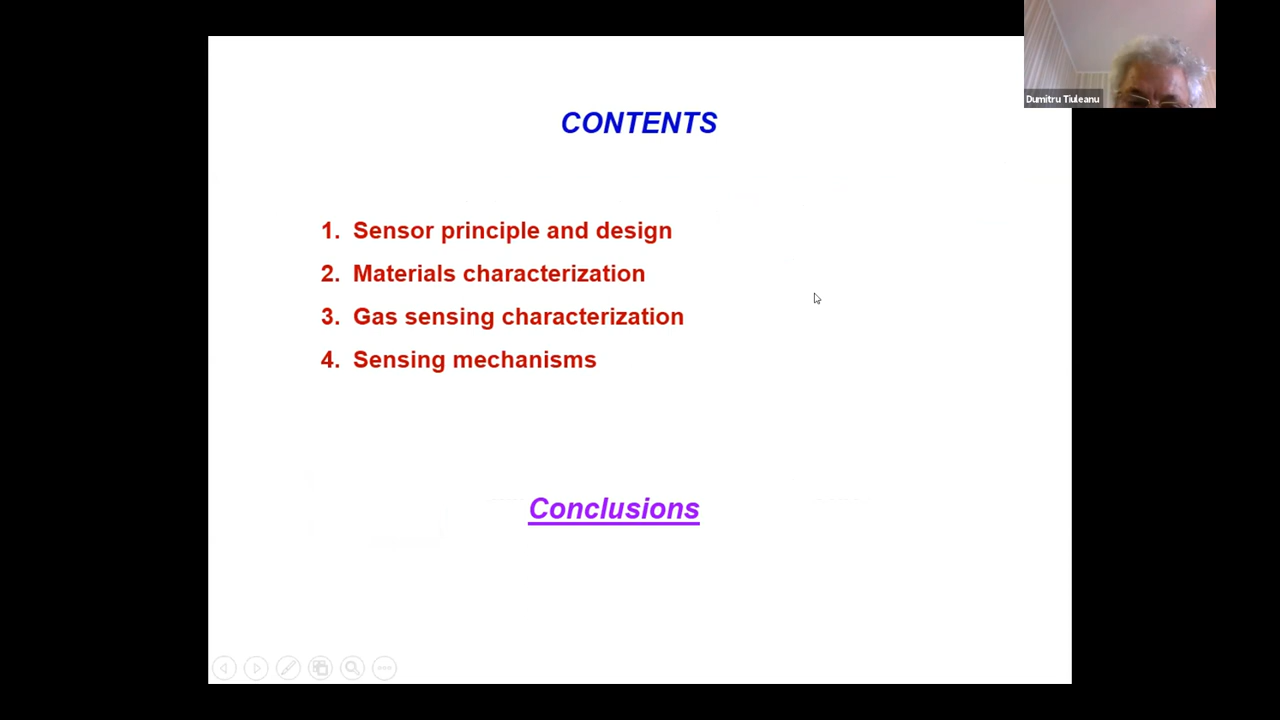 CONTENTS
Dumitru Tiuleanu
1. Sensor principle and design
2. Materials characterization
3. Gas sensing characterization
4. Sensing mechanisms
Conclusions